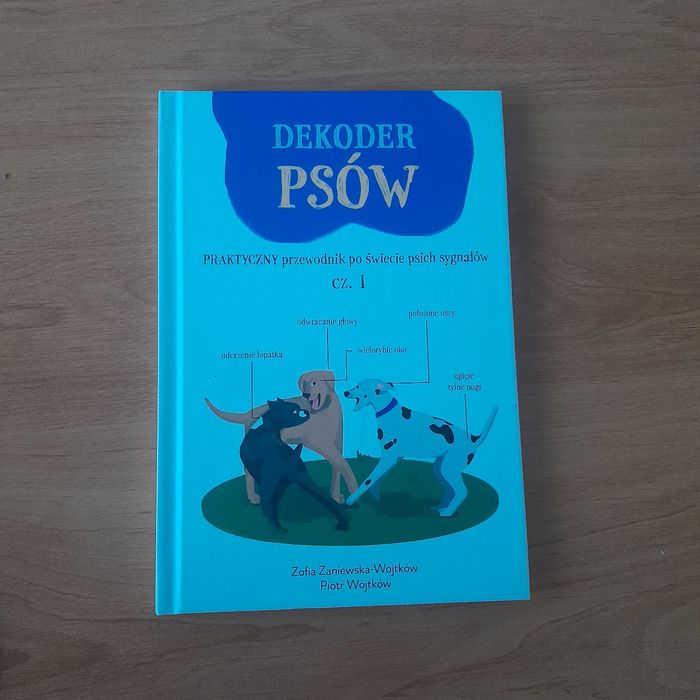 DEKODER
PSÓW
PRAKTYCZNY przewodnik po świecie psich sygnałów
cz. 1
położone uszy
odwracanie głowy
wielorybie oko
uderzenie łopatką
ugięte
tylne nogi
Zofia Zaniewska-Wojtków
Piotr Wojtków